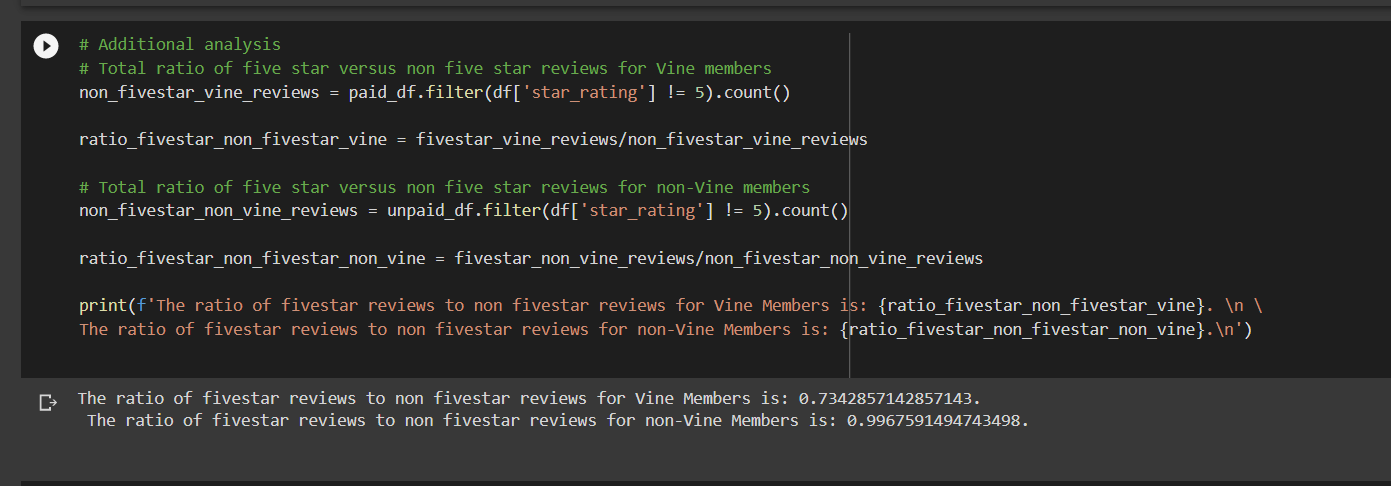 # Additional analysis
# Total ratio of five star versus non five star reviews for Vine members
non_fivestar_vine_reviews = paid_df.filter(df['star_rating'] != 5).count()
ratio_fivestar_non_fivestar_vine = fivestar_vine_reviews/non_fivestar_vine_reviews
# Total ratio of five star versus non five star reviews for non-Vine members
non_fivestar_non_vine_reviews = unpaid_df.filter(df['star_rating'] != 5).count()
ratio_fivestar_non_fivestar_non_vine = fivestar_non_vine_reviews/non_fivestar_non_vine_reviews
print(f'The ratio of fivestar reviews to non fivestar reviews for Vine Members is: {ratio_fivestar_non_fivestar_vine}. \n \
The ratio of fivestar reviews to non fivestar reviews for non-Vine Members is: {ratio_fivestar_non_fivestar_non_vine}.\n')
The ratio of fivestar reviews to non fivestar reviews for Vine Members is: 0.7342857142857143.
The ratio of fivestar reviews to non fivestar reviews for non-Vine Members is: 0.9967591494743498.